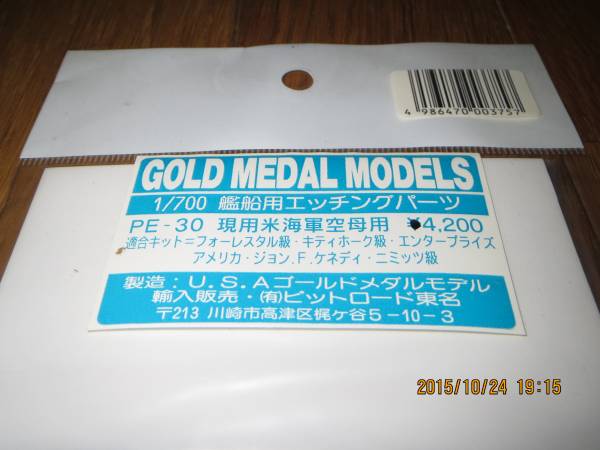 4 986470 003757
GOLD MEDAL MODELS
1/700 艦船用エッチングパーツ
PE-30 現用米海軍空母用 ¥4,200
適合キット=フォーレスタル級・キティホーク級・エンタープライズ
アメリカ・ジョン.F.ケネディ・ニミッツ級
製造:U.S.Aゴールドメダルモデル
輸入販売・㈲ピットロード東名
〒213 川崎市高津区梶ケ谷5-10-3
2015/10/24 19:15